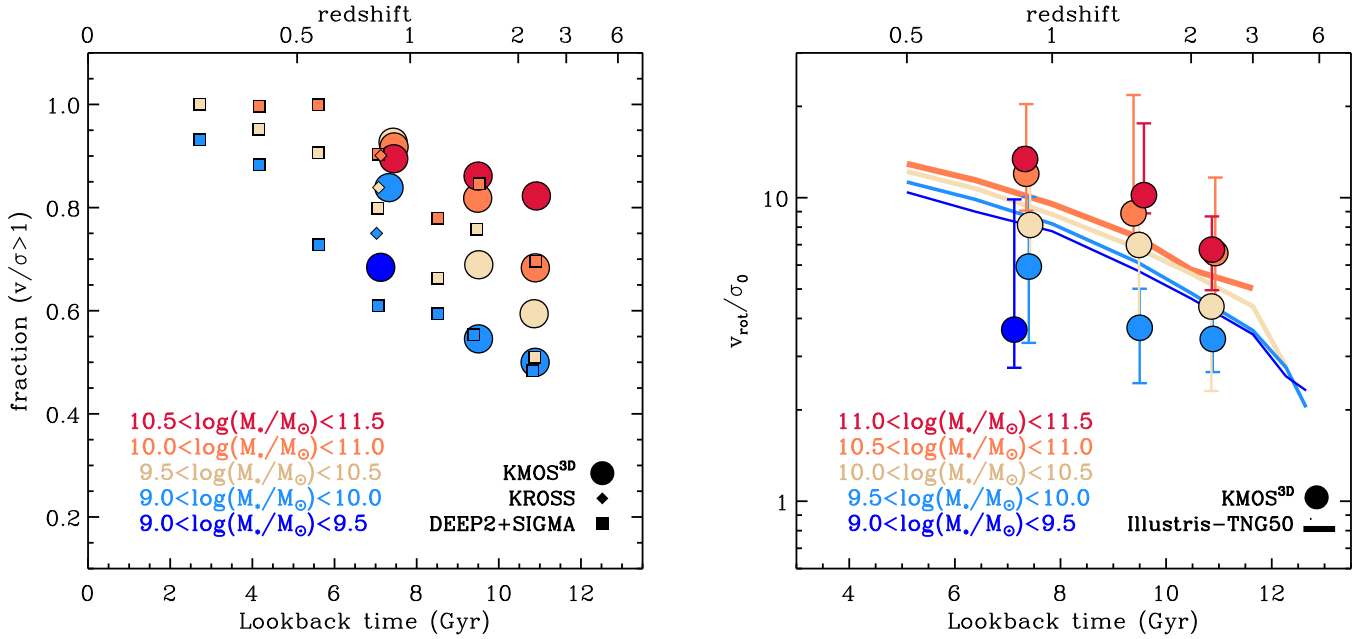 redshift
0 0.5 1 2 3 6
1.0
0.8
0.6
0.4
0.2
fraction (v/σ>1)
10.5<log(M*/M⊙)<11.5
10.0<log(M*/M⊙)<11.0
9.5<log(M*/M⊙)<10.5
9.0<log(M*/M⊙)<10.0
9.0<log(M*/M⊙)<9.5
KMOS3D
KROSS
DEEP2+SIGMA
0 2 4 6 8 10 12
Lookback time (Gyr)
redshift
0.5 1 2 3 6
10
1
vrot/σ0
11.0<log(M*/M⊙)<11.5
10.5<log(M*/M⊙)<11.0
10.0<log(M*/M⊙)<10.5
9.5<log(M*/M⊙)<10.0
9.0<log(M*/M⊙)<9.5
KMOS3D
Illustris-TNG50
4 6 8 10 12
Lookback time (Gyr)